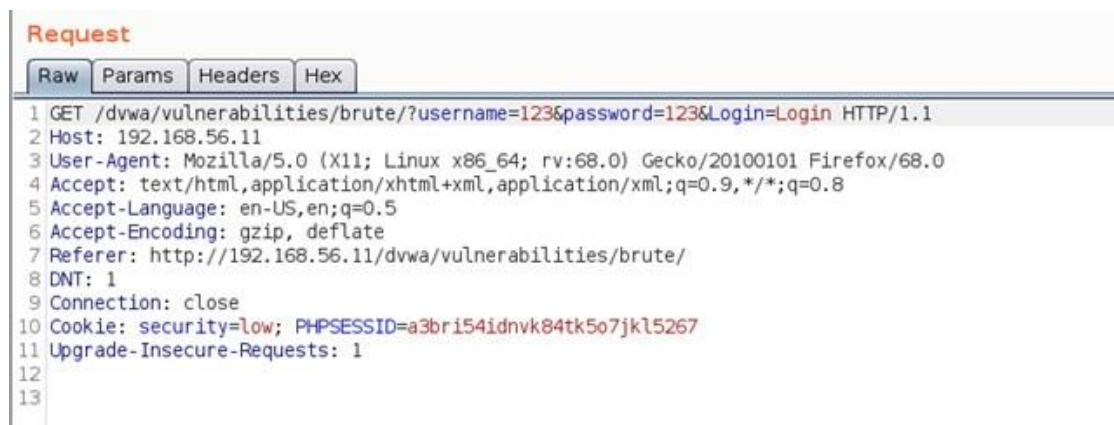 Request
Raw Params Headers Hex
1 GET /dvwa/vulnerabilities/brute/?username=123&password=123&Login=Login HTTP/1.1
2 Host: 192.168.56.11
3 User-Agent: Mozilla/5.0 (X11; Linux x86_64; rv:68.0) Gecko/20100101 Firefox/68.0
4 Accept: text/html,application/xhtml+xml,application/xml;q=0.9,*/*;q=0.8
5 Accept-Language: en-US,en;q=0.5
6 Accept-Encoding: gzip, deflate
7 Referer: http://192.168.56.11/dvwa/vulnerabilities/brute/
8 DNT: 1
9 Connection: close
10 Cookie: security=low; PHPSESSID=a3bri54idnvk84tk5o7jkl5267
11 Upgrade-Insecure-Requests: 1
12
13